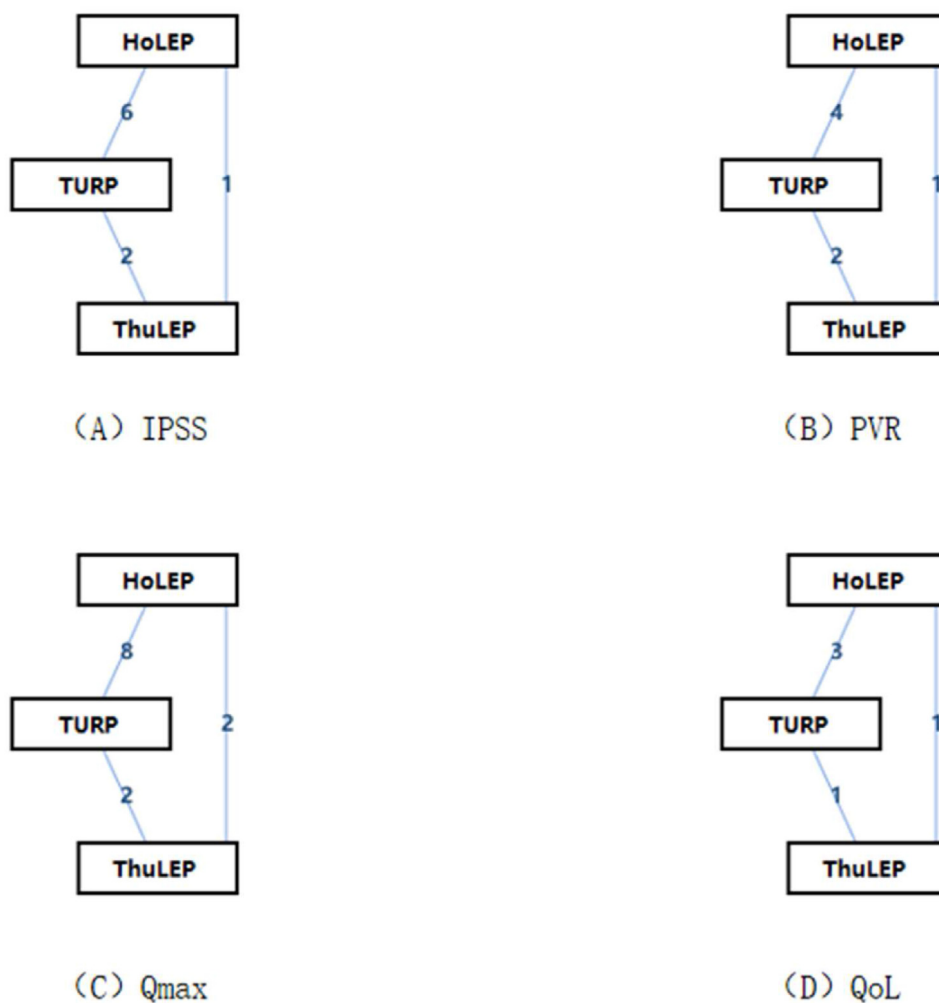 HoLEP
6
TURP
1
2
ThuLEP
(A) IPSS
HoLEP
4
TURP
1
2
ThuLEP
(B) PVR
HoLEP
8
TURP
2
2
ThuLEP
(C) Qmax
HoLEP
3
TURP
1
1
ThuLEP
(D) QoL